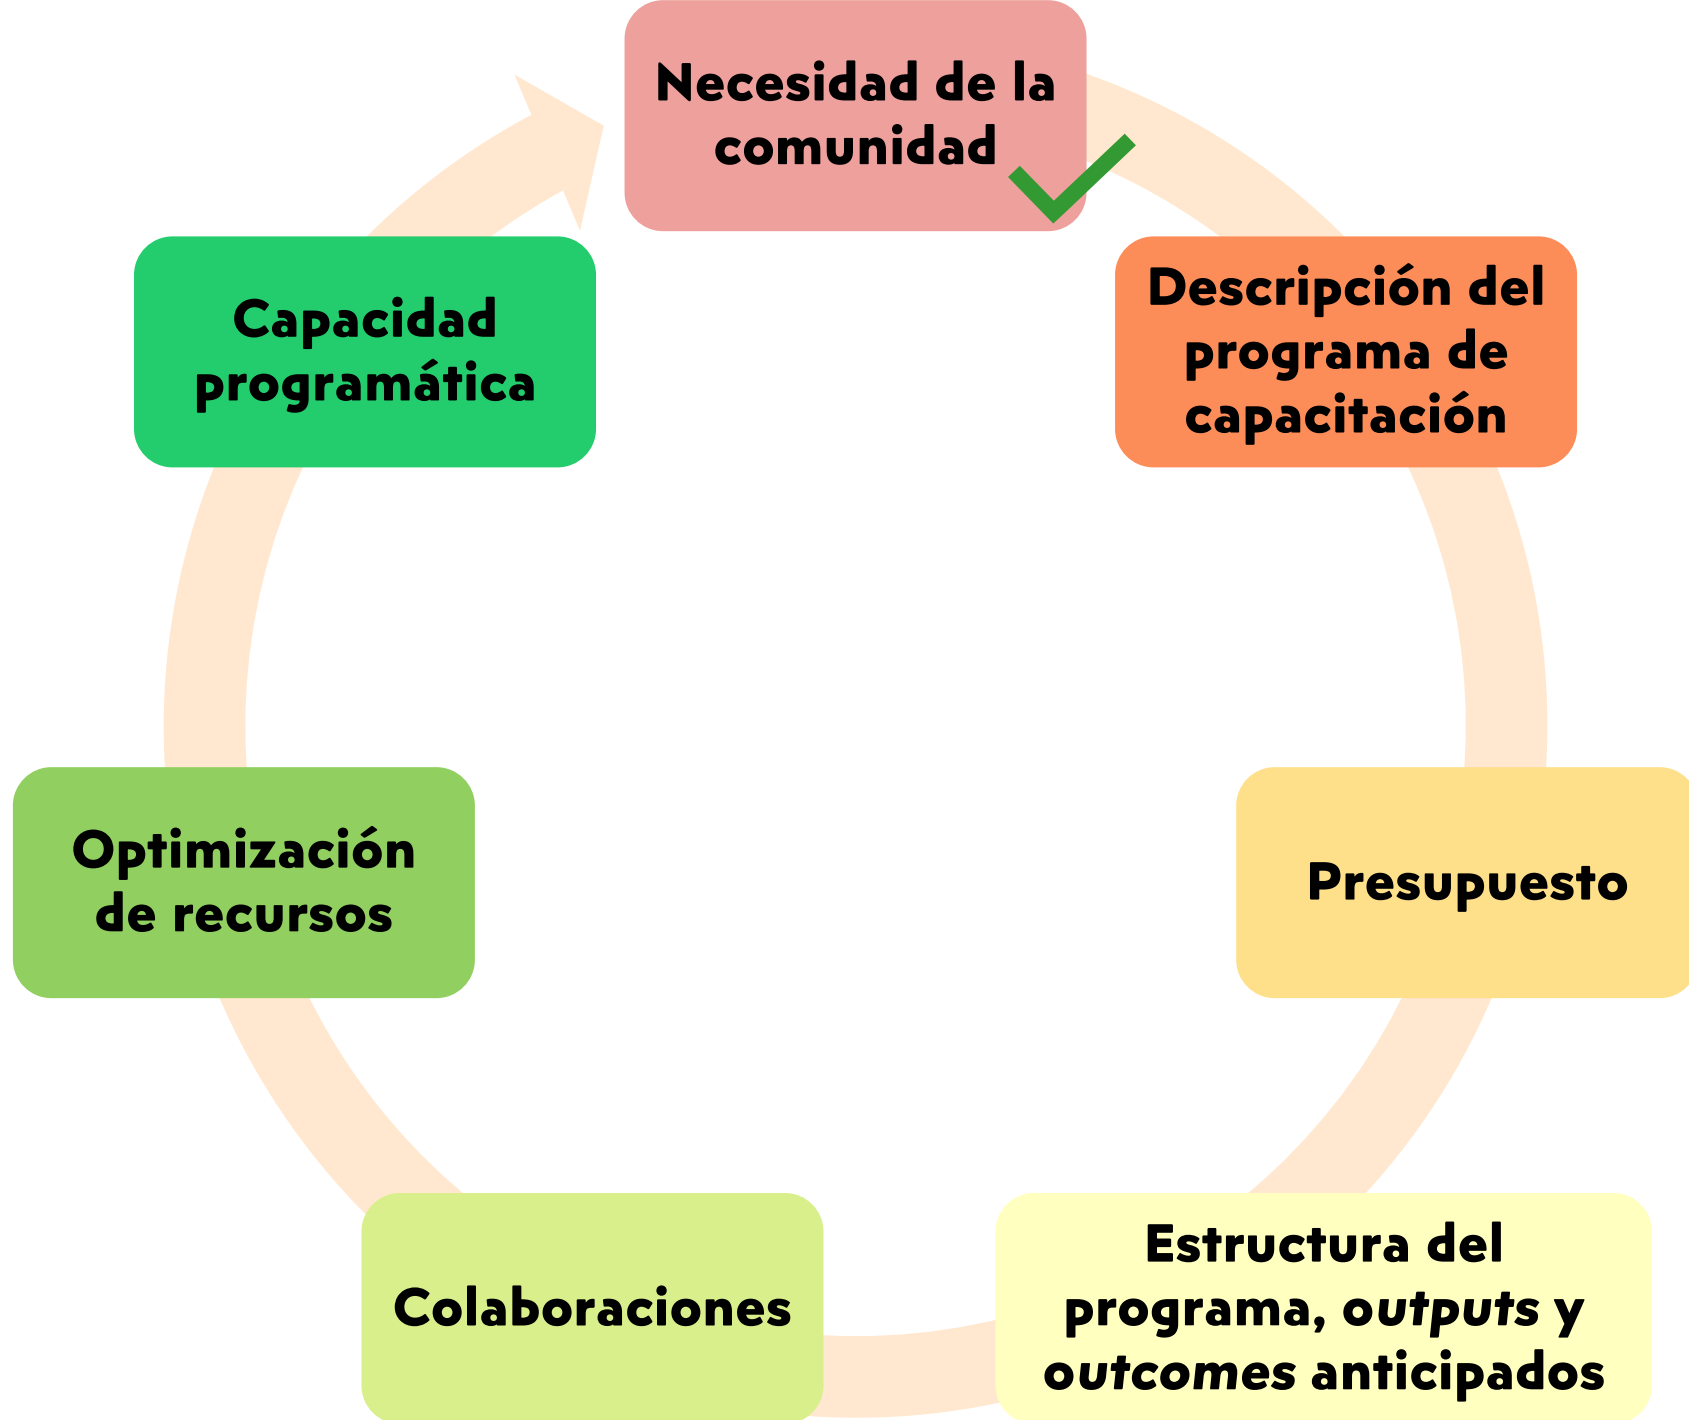 Necesidad de la
comunidad
Descripción del
programa de
capacitación
Presupuesto
Estructura del
programa, outputs y
outcomes anticipados
Colaboraciones
Optimización
de recursos
Capacidad
programática